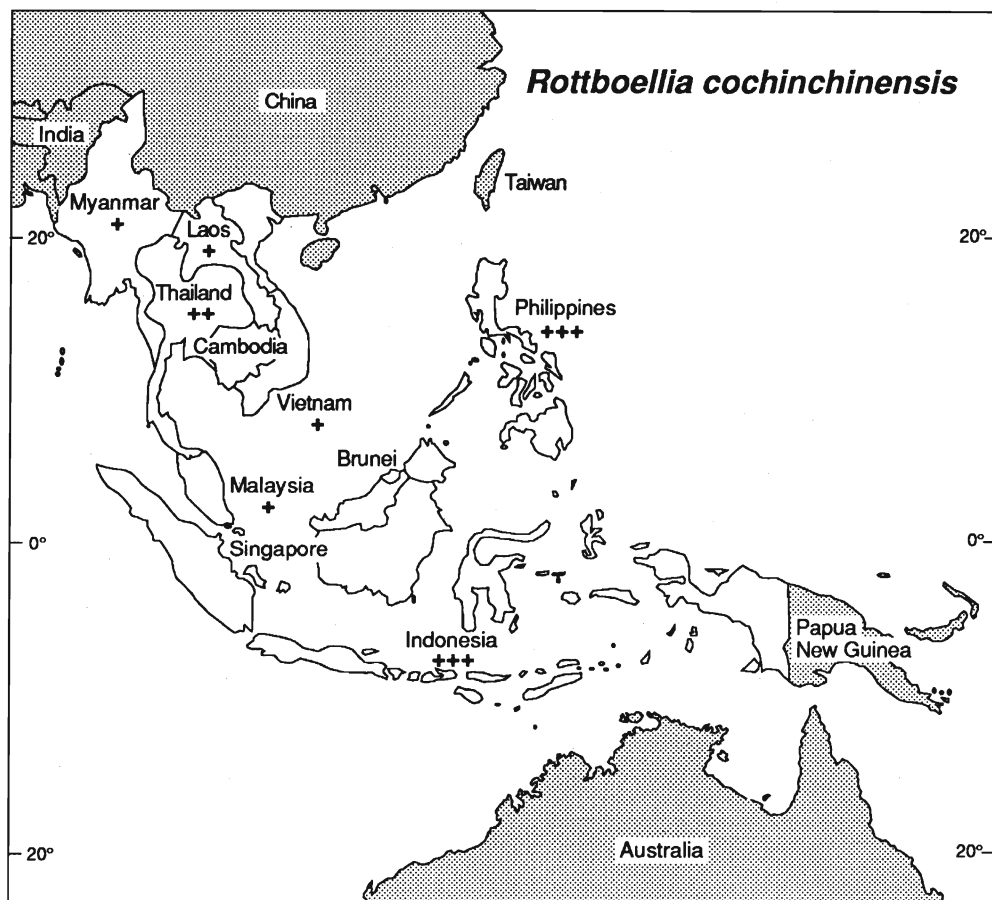 Rottboellia cochinchinensis
China
India
Taiwan
Myanmar
+
Laos
+
20°
20°
Thailand
++
Philippines
+++
Cambodia
Vietnam
+
Brunei
Malaysia
+
0°
0°
Singapore
Indonesia
+++
Papua
New Guinea
Australia
20°
20°